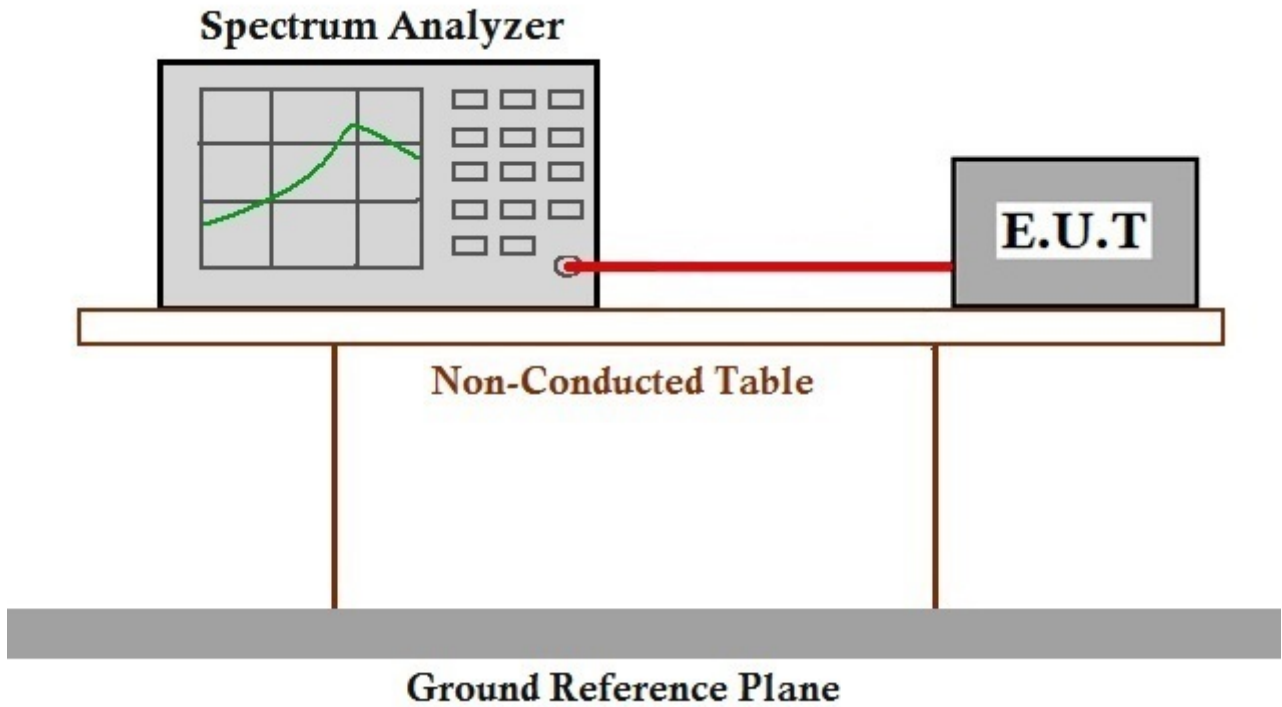 Spectrum Analyzer
E.U.T
Non-Conducted Table
Ground Reference Plane